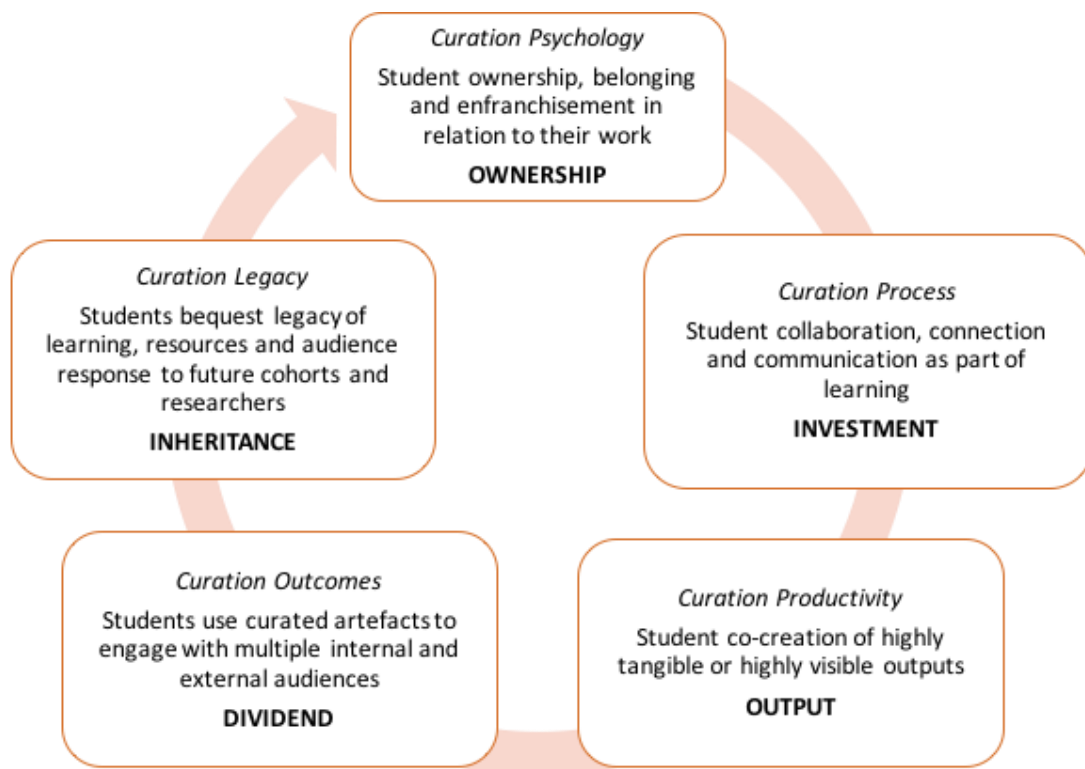 Curation Psychology
Student ownership, belonging
and enfranchisement in
relation to their work
OWNERSHIP
Curation Process
Student collaboration, connection
and communication as part of
learning
INVESTMENT
Curation Productivity
Student co-creation of highly
tangible or highly visible outputs
OUTPUT
Curation Outcomes
Students use curated artefacts to
engage with multiple internal and
external audiences
DIVIDEND
Curation Legacy
Students bequest legacy of
learning, resources and audience
response to future cohorts and
researchers
INHERITANCE